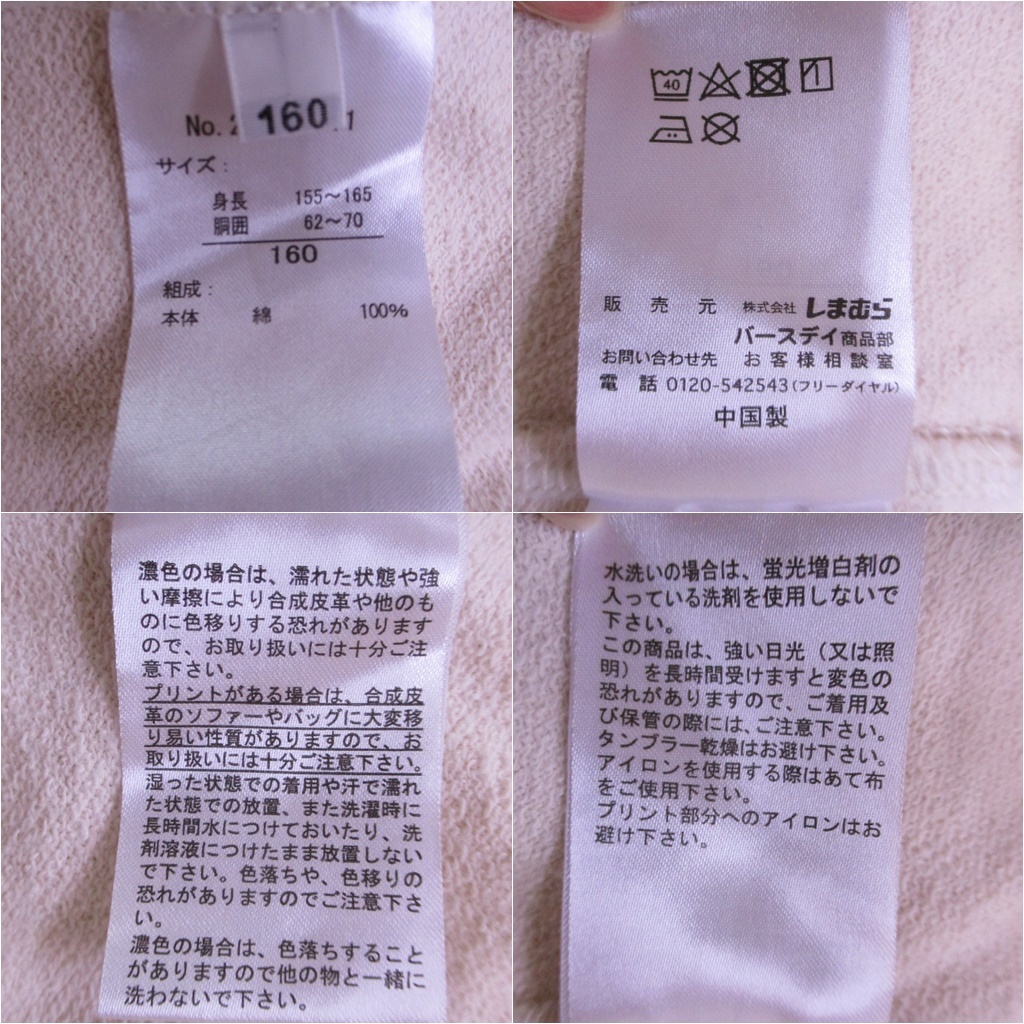 160
No.2
.1
サイズ：
身長 155～165
胴囲 62～70
160
組成：
本体 綿 100%
40
販売元 株式会社 しまむら
バースデイ商品部
お問い合わせ先 お客様相談室
電話 0120-542543(フリーダイヤル)
中国製
濃色の場合は、濡れた状態や強
い摩擦により合成皮革や他のも
のに色移りする恐れがあります
ので、お取り扱いには十分ご注
意下さい。
プリントがある場合は、合成皮
革のソファーやバッグに大変移
り易い性質がありますので、お
取り扱いには十分ご注意下さい。
湿った状態での着用や汗で濡れ
た状態での放置、また洗濯時に
長時間水につけておいたり、洗
剤溶液につけたまま放置しない
で下さい。色落ちや、色移りの
恐れがありますのでご注意下さ
い。
濃色の場合は、色落ちすること
がありますので他の物と一緒に
洗わないで下さい。
水洗いの場合は、蛍光増白剤の
入っている洗剤を使用しないで
下さい。
この商品は、強い日光（又は照
明）を長時間受けますと変色の
恐れがありますので、ご着用及
び保管の際には、ご注意下さい。
タンブラー乾燥はお避け下さい。
アイロンを使用する際はあて布
をご使用下さい。
プリント部分へのアイロンはお
避け下さい。